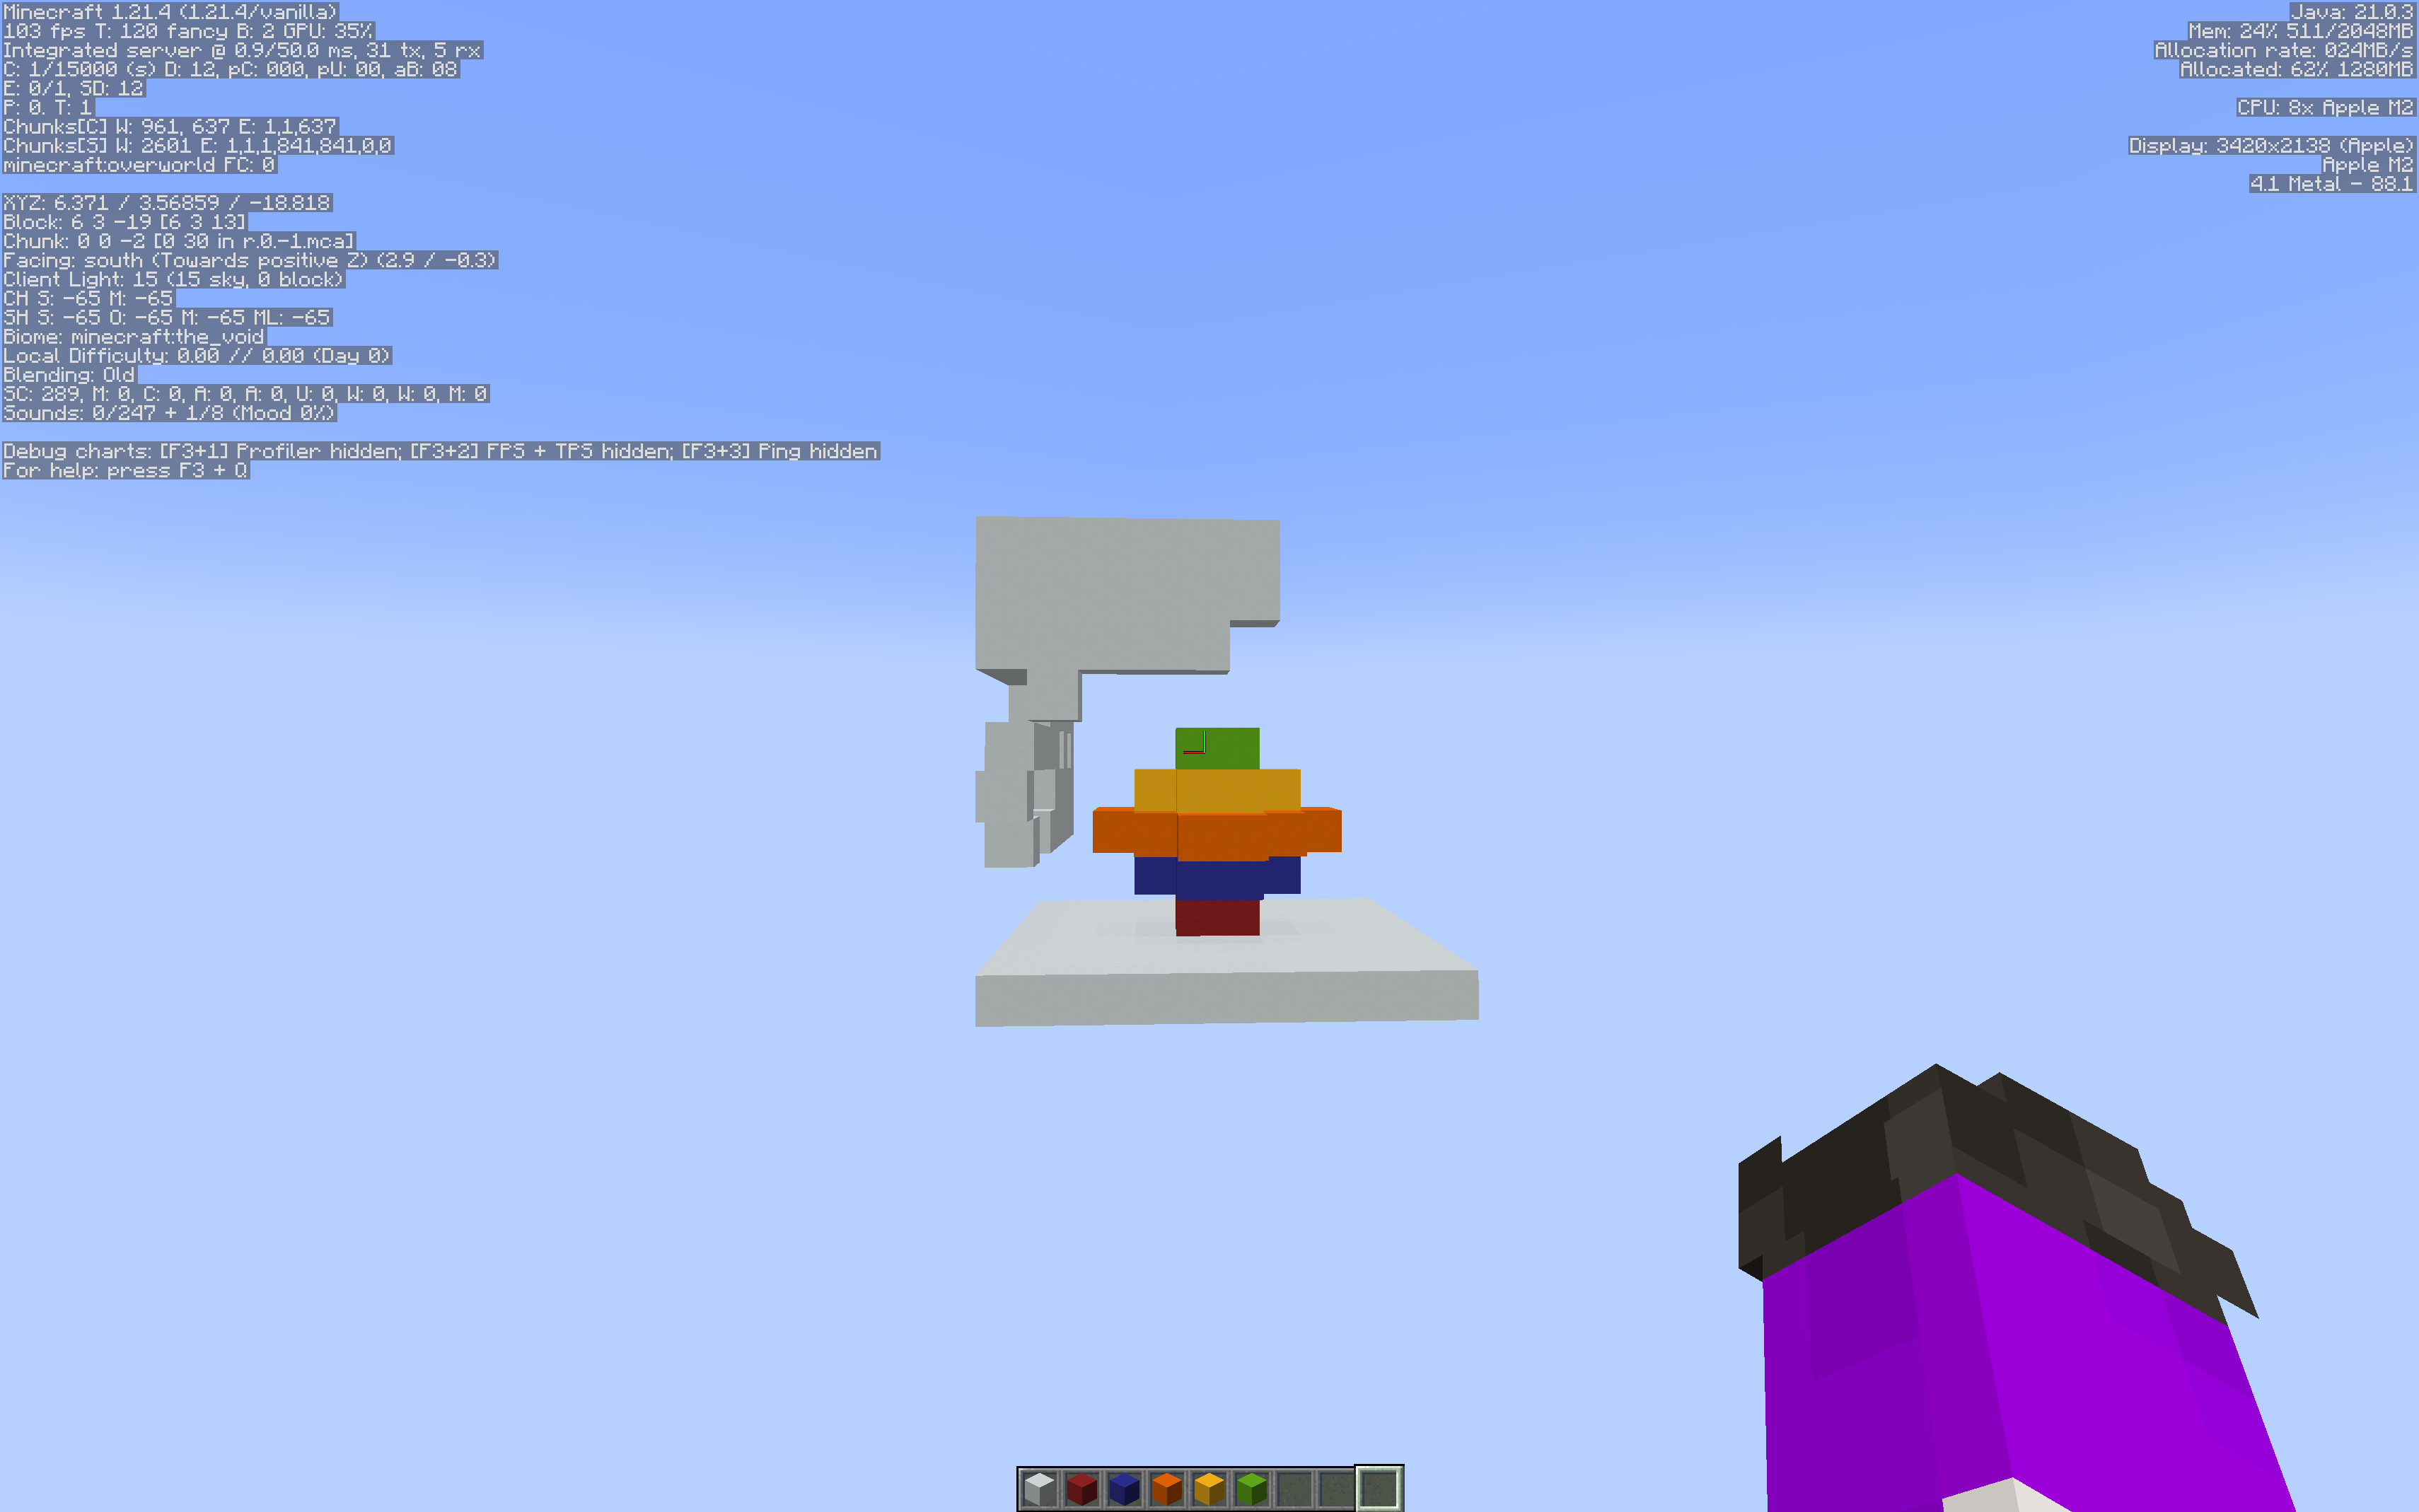 Minecraft 1.21.4 (1.21.4/vanilla)
103 fps T: 120 fancy B: 2 GPU: 35%
Integrated server @ 0.9/50.0 ms, 31 tx, 5 rx
C: 1/15000 (s) D: 12, pC: 000, pU: 00, aB: 08
E: 0/1, SD: 12
P: 0. T: 1
Chunks[C] W: 961, 637 E: 1,1,637
Chunks[S] W: 2601 E: 1,1,1,841,841,0,0
minecraft:overworld FC: 0
XYZ: 6.371 / 3.56859 / -18.818
Block: 6 3 -19 [6 3 13]
Chunk: 0 0 -2 [0 30 in r.0.-1.mca]
Facing: south (Towards positive Z) (2.9 / -0.3)
Client Light: 15 (15 sky, 0 block)
CH S: -65 M: -65
SH S: -65 O: -65 M: -65 ML: -65
Biome: minecraft:the_void
Local Difficulty: 0.00 // 0.00 (Day 0)
Blending: Old
SC: 289, M: 0, C: 0, A: 0, A: 0, U: 0, W: 0, W: 0, M: 0
Sounds: 0/247 + 1/8 (Mood 0%)
Debug charts: [F3+1] Profiler hidden; [F3+2] FPS + TPS hidden; [F3+3] Ping hidden
For help: press F3 + Q
Java: 21.0.3
Mem: 24% 511/2048MB
Allocation rate: 024MB/s
Allocated: 62% 1280MB
CPU: 8x Apple M2
Display: 3420x2138 (Apple)
Apple M2
4.1 Metal - 88.1